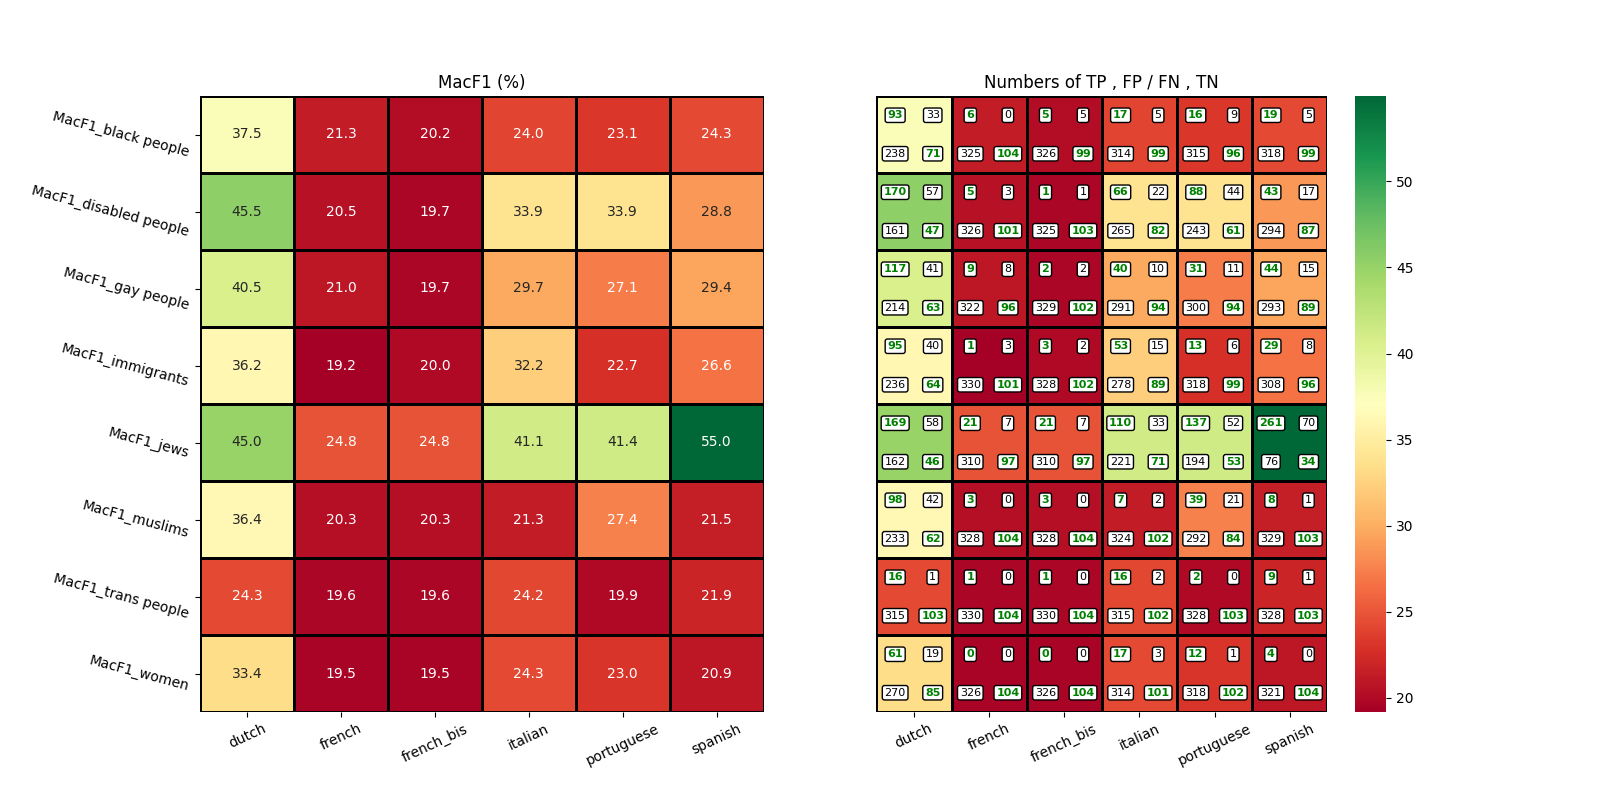 MacF1 (%)
Numbers of TP , FP / FN , TN
MacF1_black people 37.5 21.3 20.2 24.0 23.1 24.3
93 33 6 0 5 5 17 5 16 9 19 5
238 71 325 104 326 99 314 99 315 96 318 99
MacF1_disabled people 45.5 20.5 19.7 33.9 33.9 28.8
170 57 5 3 1 1 66 22 88 44 43 17
161 47 326 101 325 103 265 82 243 61 294 87
MacF1_gay people 40.5 21.0 19.7 29.7 27.1 29.4
117 41 9 8 2 2 40 10 31 11 44 15
214 63 322 96 329 102 291 94 300 94 293 89
MacF1_immigrants 36.2 19.2 20.0 32.2 22.7 26.6
95 40 1 3 3 2 53 15 13 6 29 8
236 64 330 101 328 102 278 89 318 99 308 96
MacF1_jews 45.0 24.8 24.8 41.1 41.4 55.0
169 58 21 7 21 7 110 33 137 52 261 70
162 46 310 97 310 97 221 71 194 53 76 34
MacF1_muslims 36.4 20.3 20.3 21.3 27.4 21.5
98 42 3 0 3 0 7 2 39 21 8 1
233 62 328 104 328 104 324 102 292 84 329 103
MacF1_trans people 24.3 19.6 19.6 24.2 19.9 21.9
16 1 1 0 1 0 16 2 2 0 9 1
315 103 330 104 330 104 315 102 328 103 328 103
MacF1_women 33.4 19.5 19.5 24.3 23.0 20.9
61 19 0 0 0 0 17 3 12 1 4 0
270 85 326 104 326 104 314 101 318 102 321 104
dutch french french_bis italian portuguese spanish
dutch french french_bis italian portuguese spanish
50
45
40
35
30
25
20